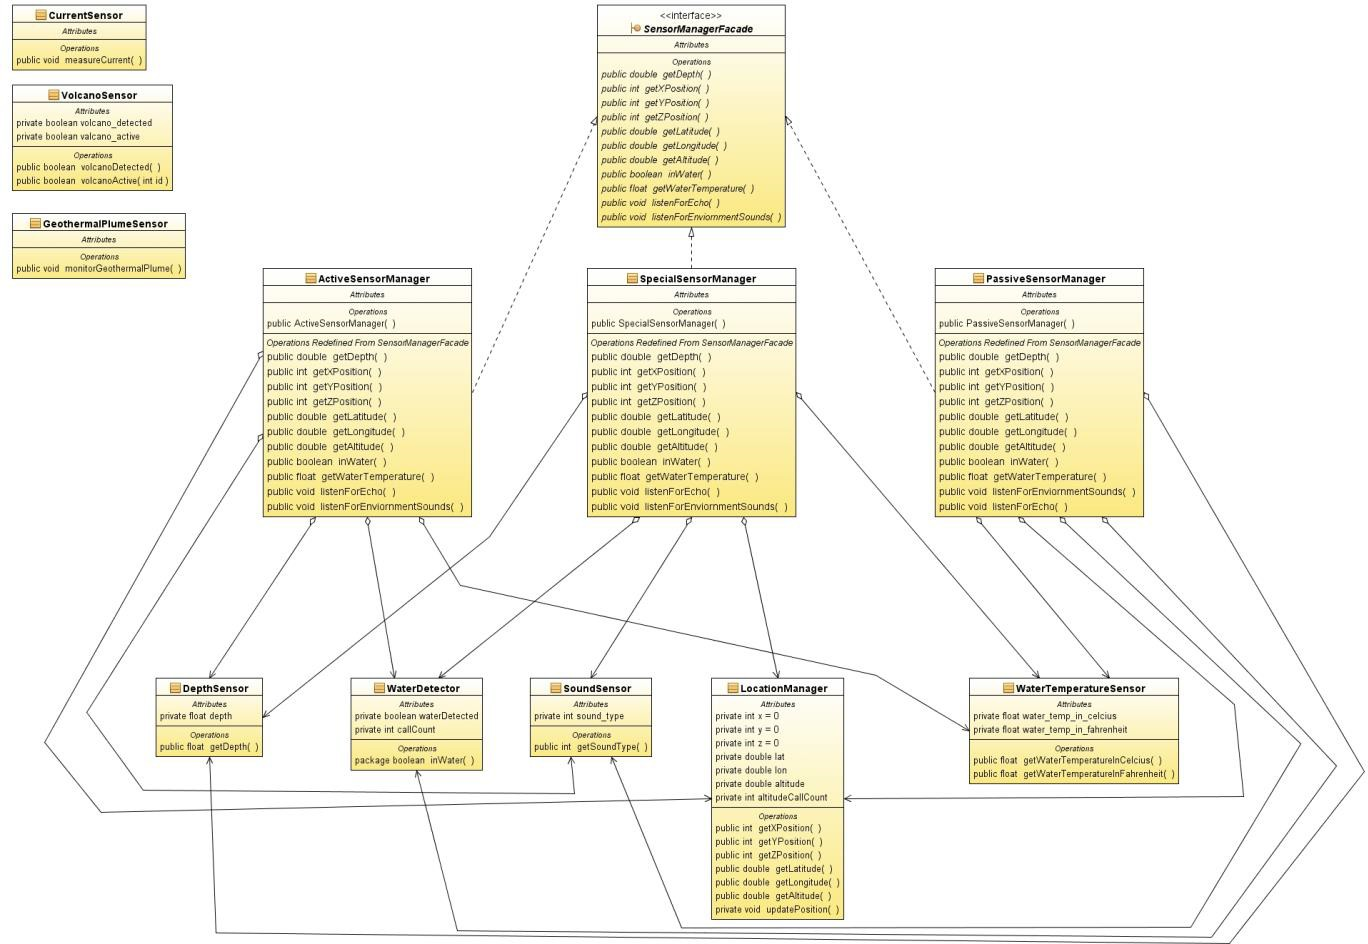 CurrentSensor
Attributes
Operations
public void measureCurrent( )
VolcanoSensor
Attributes
private boolean volcano_detected
private boolean valcano_active
Operations
public boolean volcanoDetected( )
public boolean volcanoActive( int id )
GeothermalPlumeSensor
Attributes
Operations
public void monitorGeothermalPlume( )
<<interface>>
SensorManagerFacade
Attributes
Operations
public double getDepth( )
public int getXPosition( )
public int getYPosition( )
public int getZPosition( )
public double getLatitude( )
public double getLongitude( )
public double getAltitude( )
public boolean inWater( )
public float getWaterTemperature( )
public void listenForEcho( )
public void listenForEnviornmentSounds( )
ActiveSensorManager
Attributes
Operations
public ActiveSensorManager( )
Operations Redefined From SensorManagerFacade
public double getDepth( )
public int getXPosition( )
public int getYPosition( )
public int getZPosition( )
public double getLatitude( )
public double getLongitude( )
public double getAltitude( )
public boolean inWater( )
public float getWaterTemperature( )
public void listenForEcho( )
public void listenForEnviornmentSounds( )
SpecialSensorManager
Attributes
Operations
public SpecialSensorManager( )
Operations Redefined From SensorManagerFacade
public double getDepth( )
public int getXPosition( )
public int getYPosition( )
public int getZPosition( )
public double getLatitude( )
public double getLongitude( )
public double getAltitude( )
public boolean inWater( )
public float getWaterTemperature( )
public void listenForEcho( )
public void listenForEnviornmentSounds( )
PassiveSensorManager
Attributes
Operations
public PassiveSensorManager( )
Operations Redefined From SensorManagerFacade
public double getDepth( )
public int getXPosition( )
public int getYPosition( )
public int getZPosition( )
public double getLatitude( )
public double getLongitude( )
public double getAltitude( )
public boolean inWater( )
public float getWaterTemperature( )
public void listenForEnviornmentSounds( )
public void listenForEcho( )
DepthSensor
Attributes
private float depth
Operations
public float getDepth( )
WaterDetector
Attributes
private boolean waterDetected
private int callCount
Operations
package boolean inWater( )
SoundSensor
Attributes
private int sound_type
Operations
public int getSoundType( )
LocationManager
Attributes
private int x = 0
private int y = 0
private int z = 0
private double lat
private double lon
private double altitude
private int altitudeCallCount
Operations
public int getXPosition( )
public int getYPosition( )
public int getZPosition( )
public double getLatitude( )
public double getLongitude( )
public double getAltitude( )
private void updatePosition( )
WaterTemperatureSensor
Attributes
private float water_temp_in_celcius
private float water_temp_in_fahrenheit
Operations
public float getWaterTemperatureInCelcius( )
public float getWaterTemperatureInFahrenheit( )